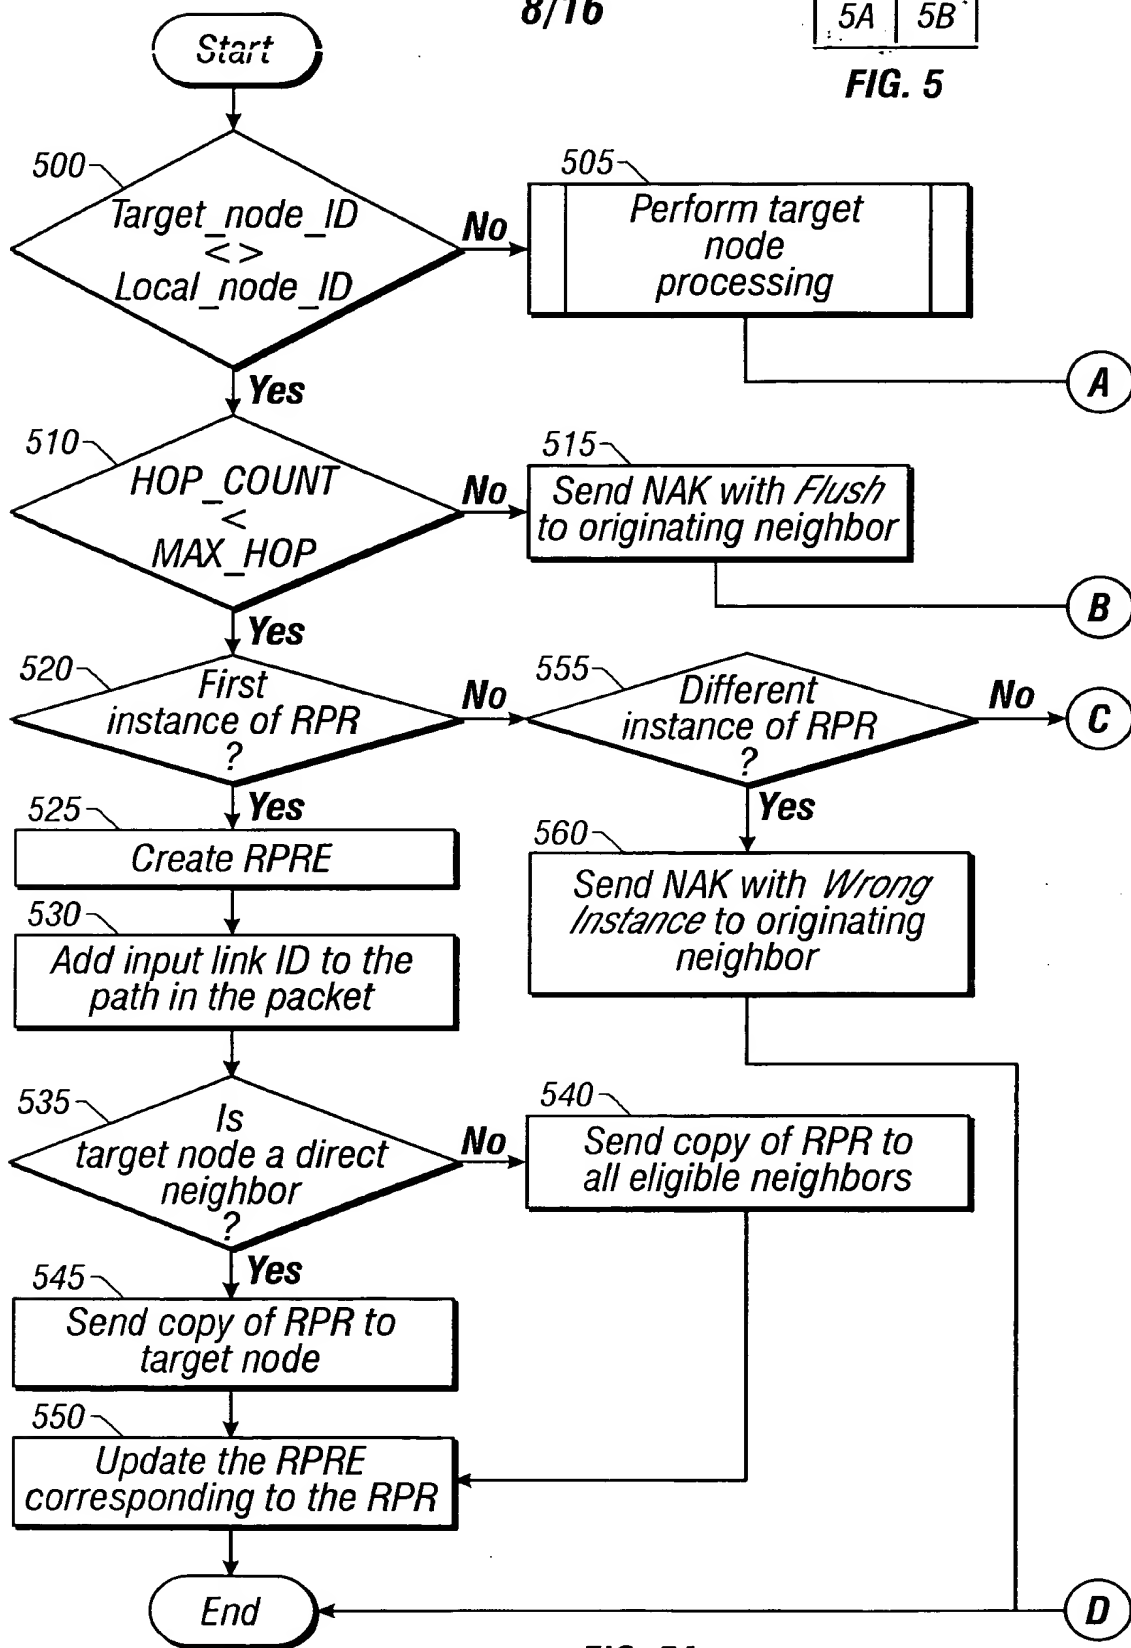 8/16
5A 5B
FIG. 5
Start
500
Target_node_ID
< >
Local_node_ID
No
505
Perform target
node
processing
A
Yes
510
HOP_COUNT
<
MAX_HOP
No
515
Send NAK with Flush
to originating neighbor
B
Yes
520
First
instance of RPR
?
No
555
Different
instance of RPR
?
No
C
Yes
525
Create RPRE
Yes
560
Send NAK with Wrong
Instance to originating
neighbor
530
Add input link ID to the
path in the packet
535
Is
target node a direct
neighbor
?
No
540
Send copy of RPR to
all eligible neighbors
Yes
545
Send copy of RPR to
target node
550
Update the RPRE
corresponding to the RPR
End
D